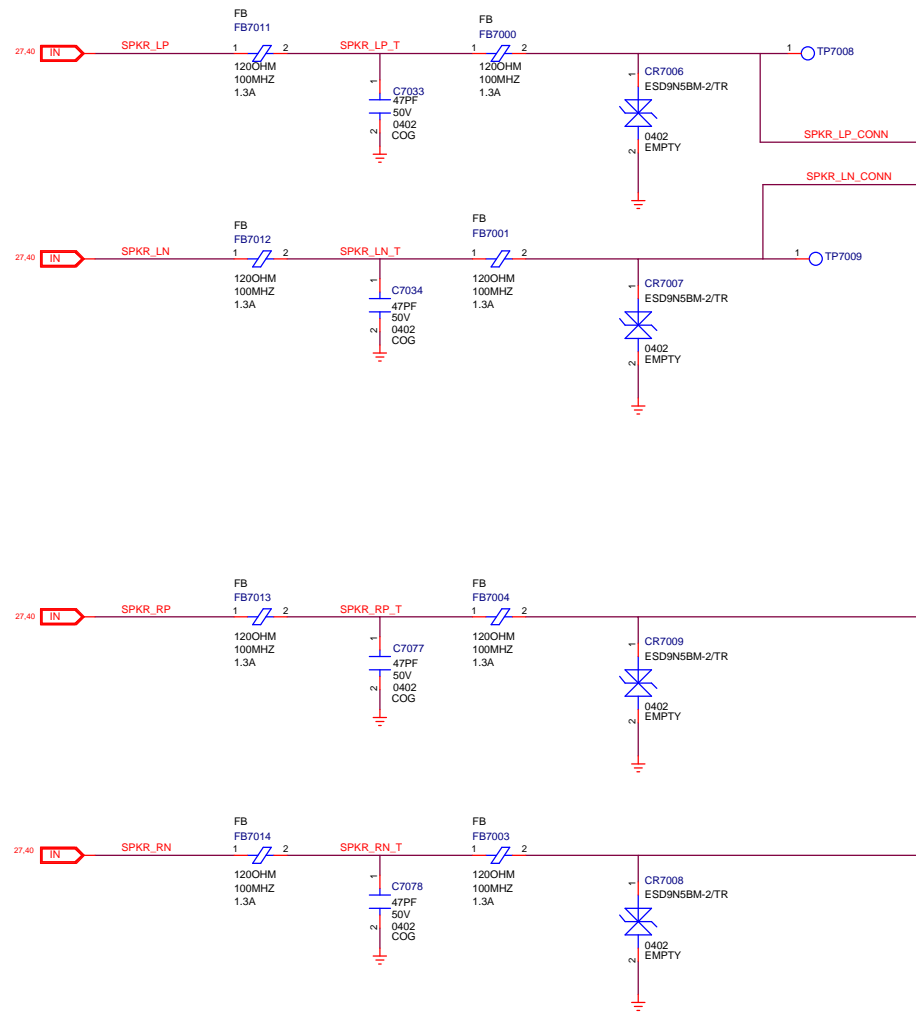 FB
FB7011
27,40 IN SPKR_LP 1 2 SPKR_LP_T
120OHM
100MHZ
1.3A
1
C7033
47PF
50V
2 0402
COG
FB
FB7000
1 2
120OHM
100MHZ
1.3A
1 CR7006
ESD9N5BM-2/TR
0402
2 EMPTY
1 TP7008
SPKR_LP_CONN
SPKR_LN_CONN
FB
FB7012
27,40 IN SPKR_LN 1 2 SPKR_LN_T
120OHM
100MHZ
1.3A
1
C7034
47PF
50V
2 0402
COG
FB
FB7001
1 2
120OHM
100MHZ
1.3A
1 CR7007
ESD9N5BM-2/TR
0402
2 EMPTY
1 TP7009
FB
FB7013
27,40 IN SPKR_RP 1 2 SPKR_RP_T
120OHM
100MHZ
1.3A
1
C7077
47PF
50V
2 0402
COG
FB
FB7004
1 2
120OHM
100MHZ
1.3A
1 CR7009
ESD9N5BM-2/TR
0402
2 EMPTY
FB
FB7014
27,40 IN SPKR_RN 1 2 SPKR_RN_T
120OHM
100MHZ
1.3A
1
C7078
47PF
50V
2 0402
COG
FB
FB7003
1 2
120OHM
100MHZ
1.3A
1 CR7008
ESD9N5BM-2/TR
0402
2 EMPTY